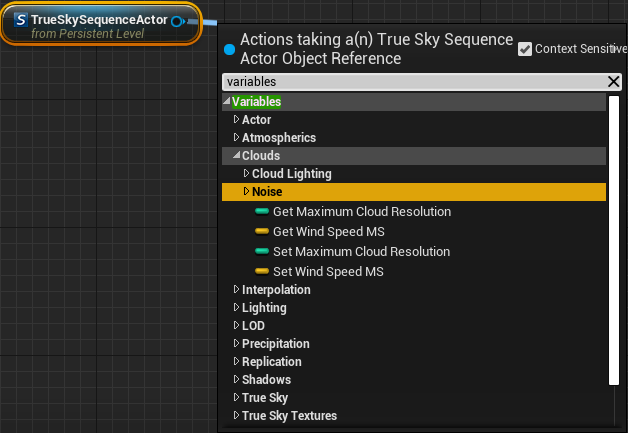 TrueSkySequenceActor
from Persistent Level
Actions taking a(n) True Sky Sequence
Actor Object Reference
Context Sensitive
variables
Variables
Actor
Atmospherics
Clouds
Cloud Lighting
Noise
Get Maximum Cloud Resolution
Get Wind Speed MS
Set Maximum Cloud Resolution
Set Wind Speed MS
Interpolation
Lighting
LOD
Precipitation
Replication
Shadows
True Sky
True Sky Textures